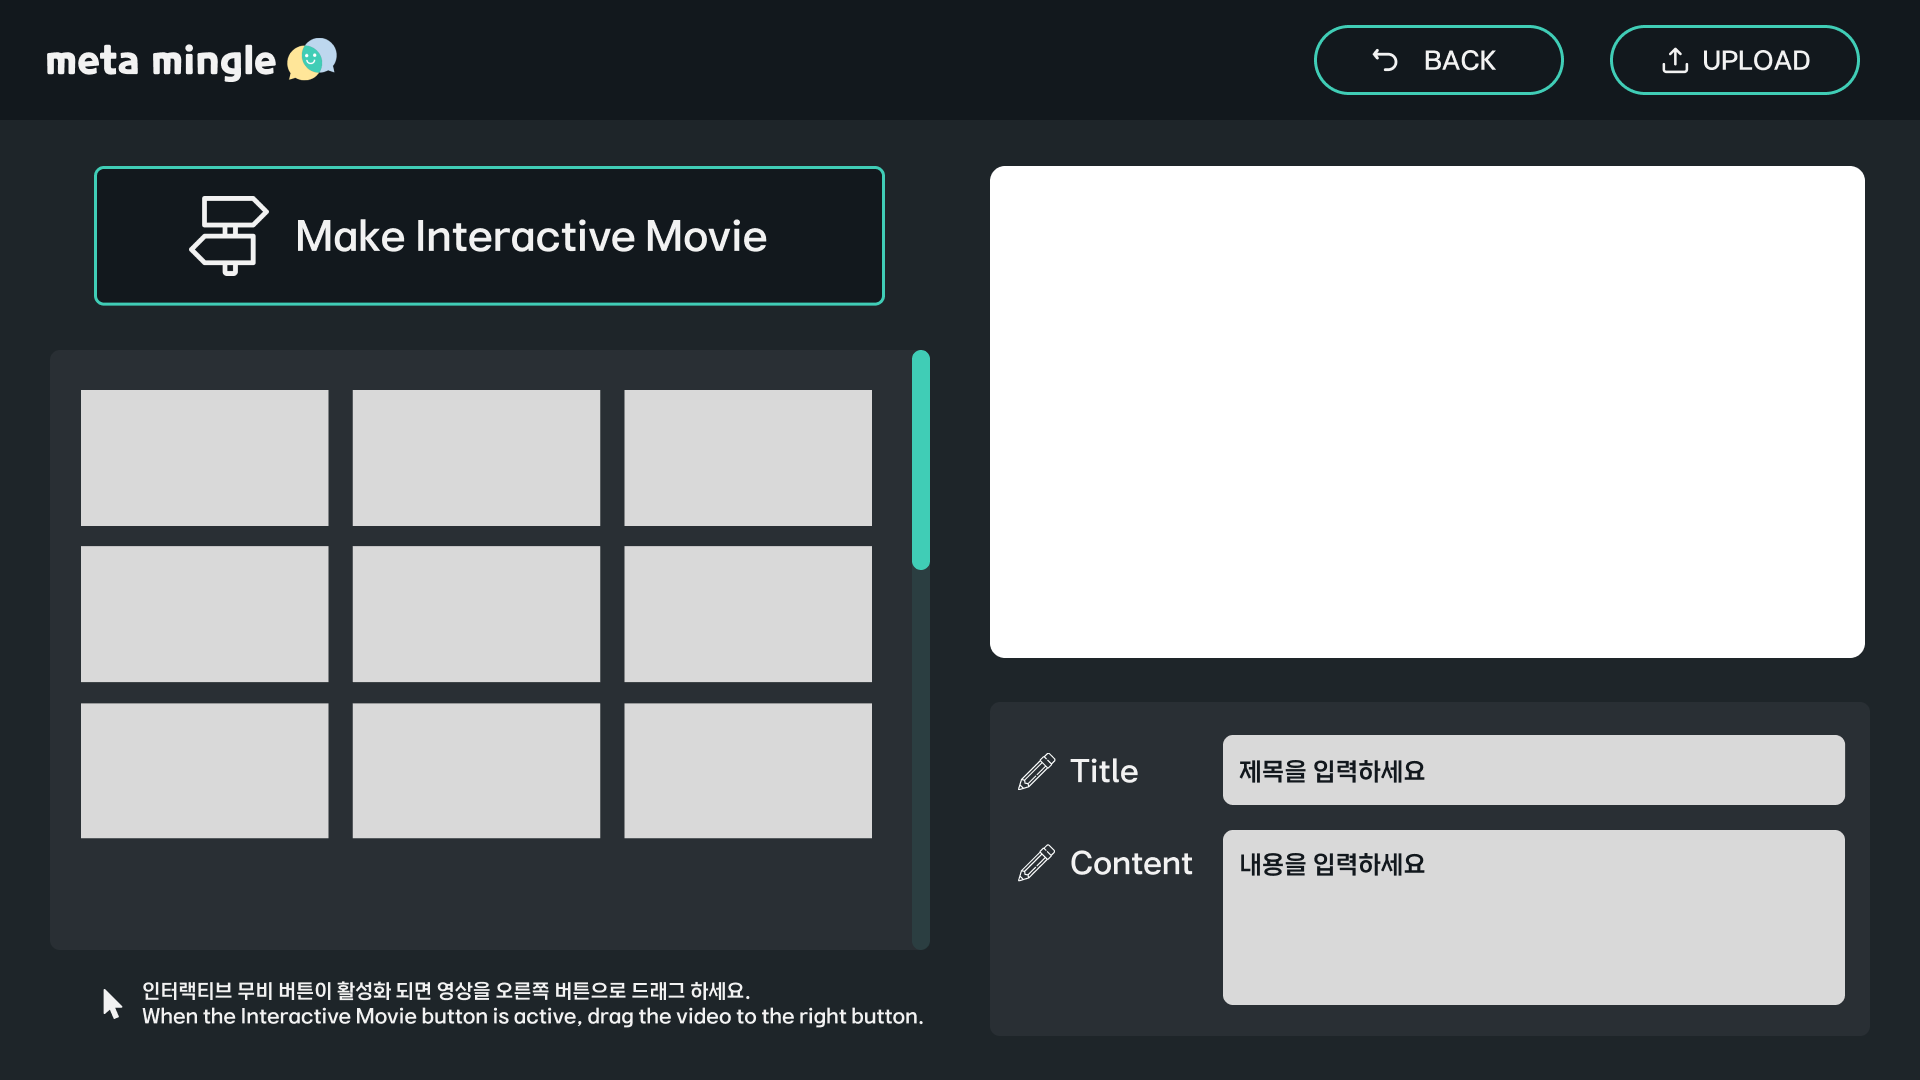 meta mingle
BACK
UPLOAD
Make Interactive Movie
Title
제목을 입력하세요
Content
내용을 입력하세요
인터랙티브 무비 버튼이 활성화 되면 영상을 오른쪽 버튼으로 드래그 하세요.
When the Interactive Movie button is active, drag the video to the right button.